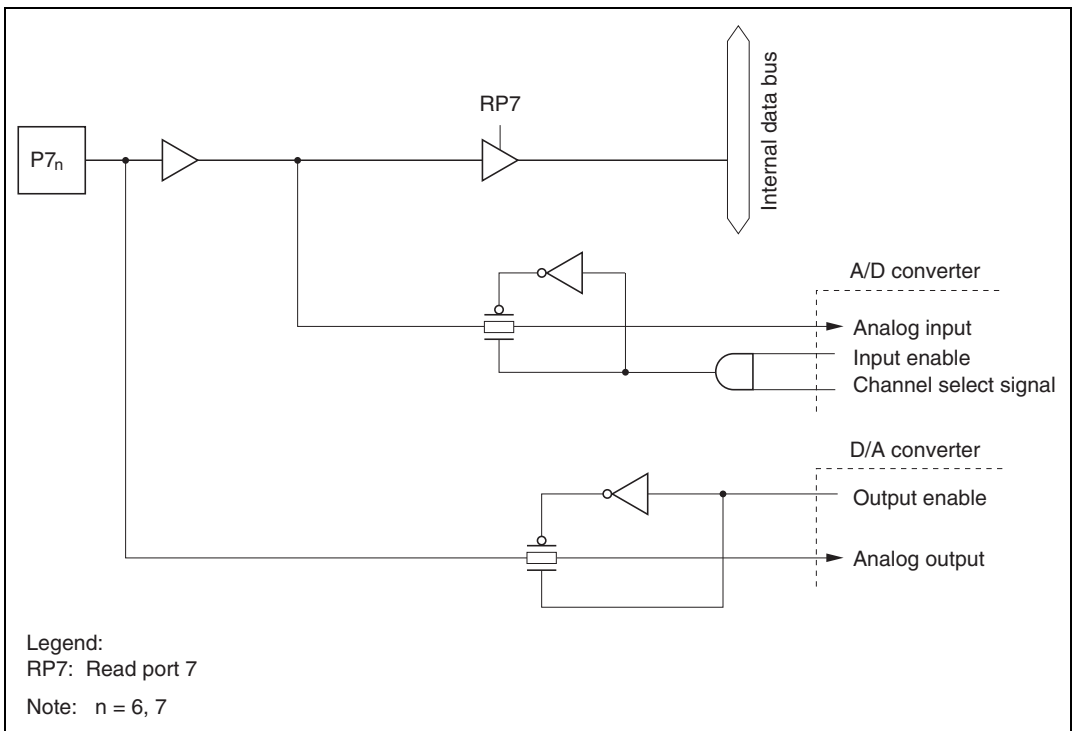 RP7
P7n
Internal data bus
A/D converter
Analog input
Input enable
Channel select signal
D/A converter
Output enable
Analog output
Legend:
RP7: Read port 7
Note: n = 6, 7